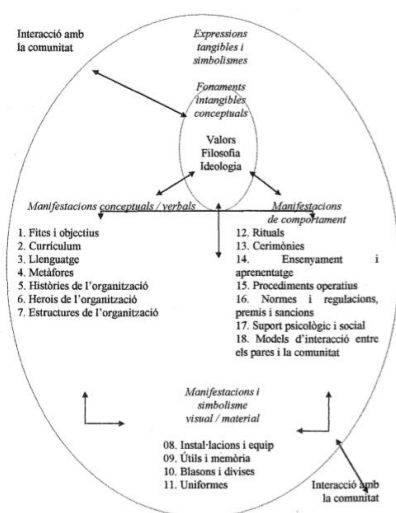 Interacció amb
la comunitat
Expressions
tangibles i
simbolismes
Fonaments
intangibles
conceptuals
Valors
Filosofia
Ideologia
Manifestacions conceptuals / verbals
1. Fites i objectius
2. Currículum
3. Llenguatge
4. Metàfores
5. Històries de l'organització
6. Herois de l'organització
7. Estructures de l'organització
Manifestacions
de comportament
12. Rituals
13. Cerimònies
14. Ensenyament i
aprenentatge
15. Procediments operatius
16. Normes i regulacions,
premis i sancions
17. Suport psicològic i social
18. Models d'interacció entre
els pares i la comunitat
Manifestacions i
simbolisme
visual / material
08. Instal·lacions i equip
09. Útils i memòria
10. Blasons i divises
11. Uniformes
Interacció amb
la comunitat